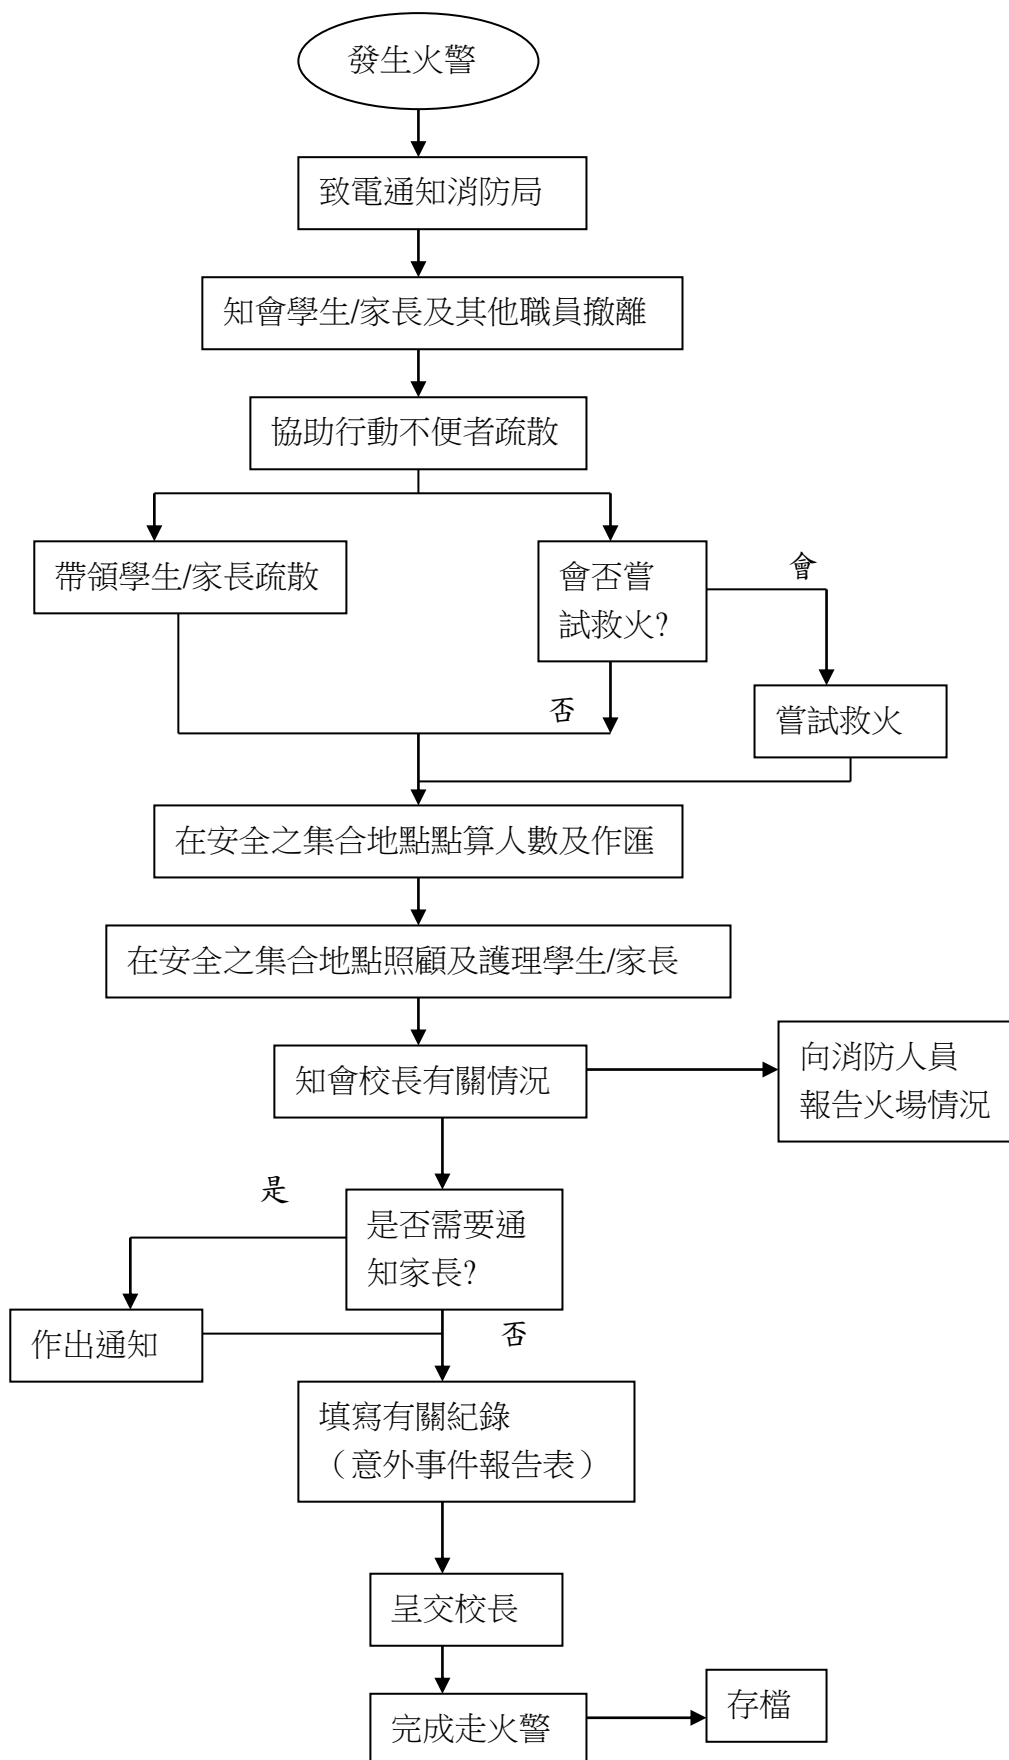 發生火警
致電通知消防局
知會學生/家長及其他職員撤離
協助行動不便者疏散
帶領學生/家長疏散
會否嘗
試救火?
會
否
嘗試救火
在安全之集合地點點算人數及作匯
在安全之集合地點照顧及護理學生/家長
知會校長有關情況
向消防人員
報告火場情況
是
是否需要通
知家長?
作出通知
否
填寫有關紀錄
（意外事件報告表）
呈交校長
完成走火警
存檔